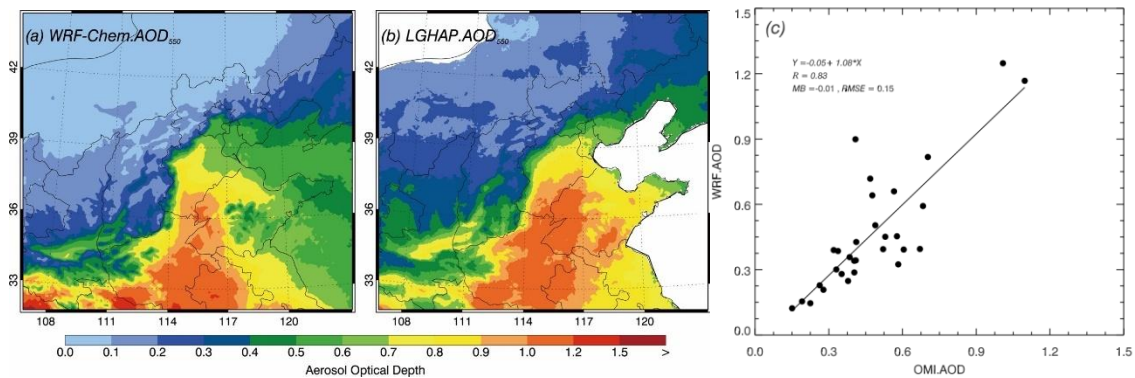 (a) WRF-Chem.AOD550
42
39
36
33
108 111 114 117 120
(b) LGHAP.AOD550
42
39
36
33
108 111 114 117 120
0.0 0.1 0.2 0.3 0.4 0.5 0.6 0.7 0.8 0.9 1.0 1.2 1.5 >
Aerosol Optical Depth
(c)
Y =-0.05+ 1.08*X
R = 0.83
MB =-0.01 , RMSE = 0.15
WRF.AOD
1.5
1.2
0.9
0.6
0.3
0.0
0.0 0.3 0.6 0.9 1.2 1.5
OMI.AOD